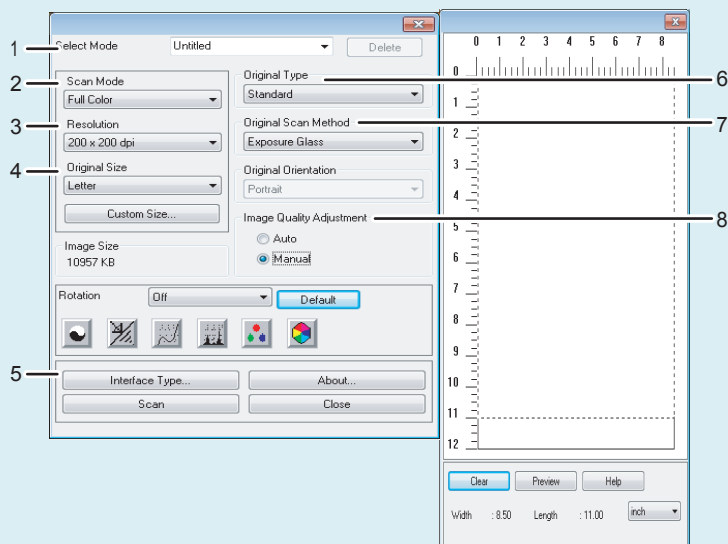 1 Select Mode Untitled Delete
2 Scan Mode
Full Color
3 Resolution
200 x 200 dpi
4 Original Size
Letter
Custom Size...
Image Size
10957 KB
Original Type 6
Standard
Original Scan Method 7
Exposure Glass
Original Orientation
Portrait
Image Quality Adjustment 8
Auto
Manual
Rotation Off Default
5
Interface Type... About...
Scan Close
0 1 2 3 4 5 6 7 8
0
1
2
3
4
5
6
7
8
9
10
11
12
Clear Preview Help
Width : 8.50 Length : 11.00 inch